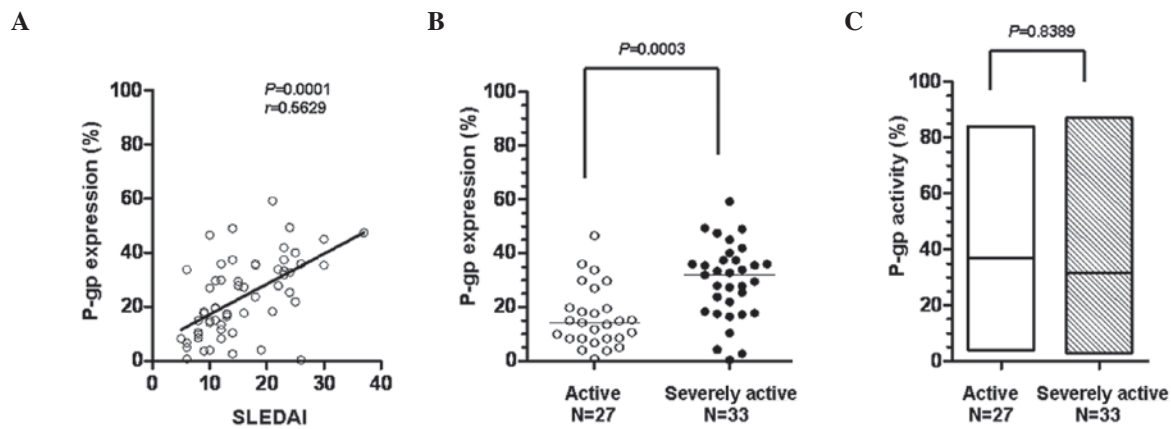 A
P=0.0001
r=0.5629
P-gp expression (%)
100
80
60
40
20
0
0 10 20 30 40
SLEDAI
B
P=0.0003
P-gp expression (%)
100
80
60
40
20
0
Active Severely active
N=27 N=33
C
P=0.8389
P-gp activity (%)
100
80
60
40
20
0
Active Severely active
N=27 N=33